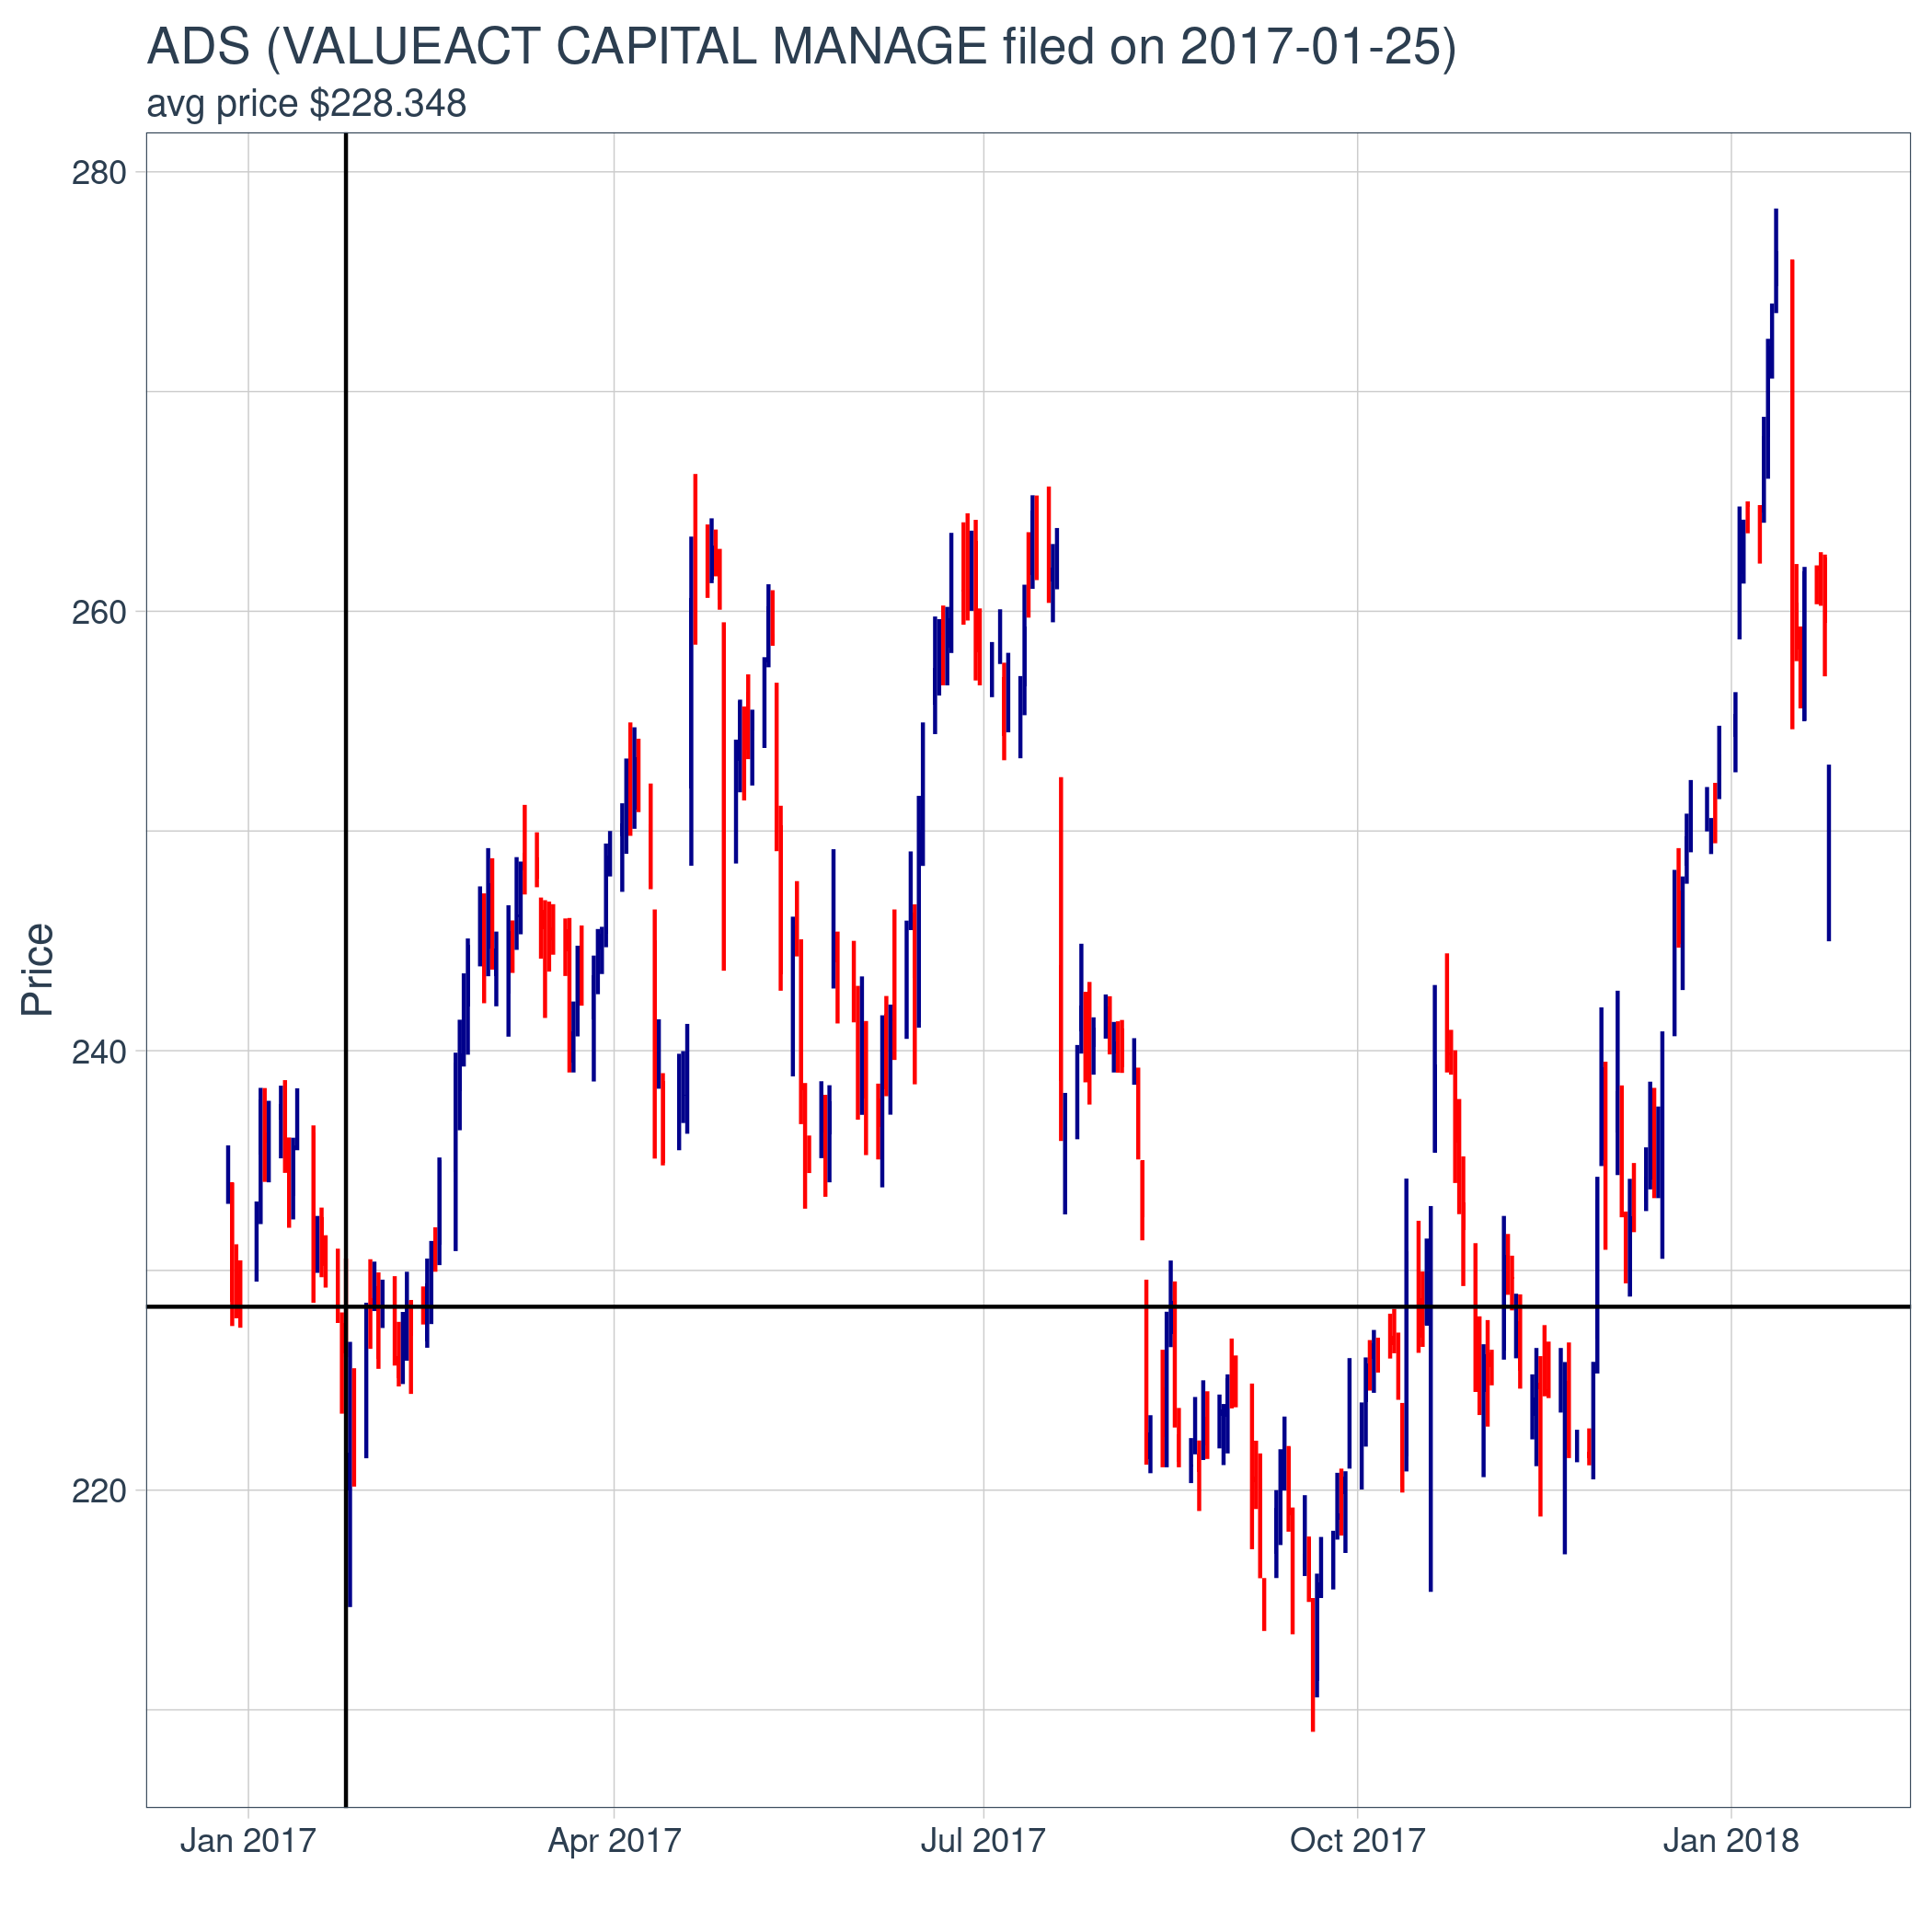 ADS (VALUEACT CAPITAL MANAGE filed on 2017-01-25)
avg price $228.348
280
260
240
220
Price
Jan 2017
Apr 2017
Jul 2017
Oct 2017
Jan 2018